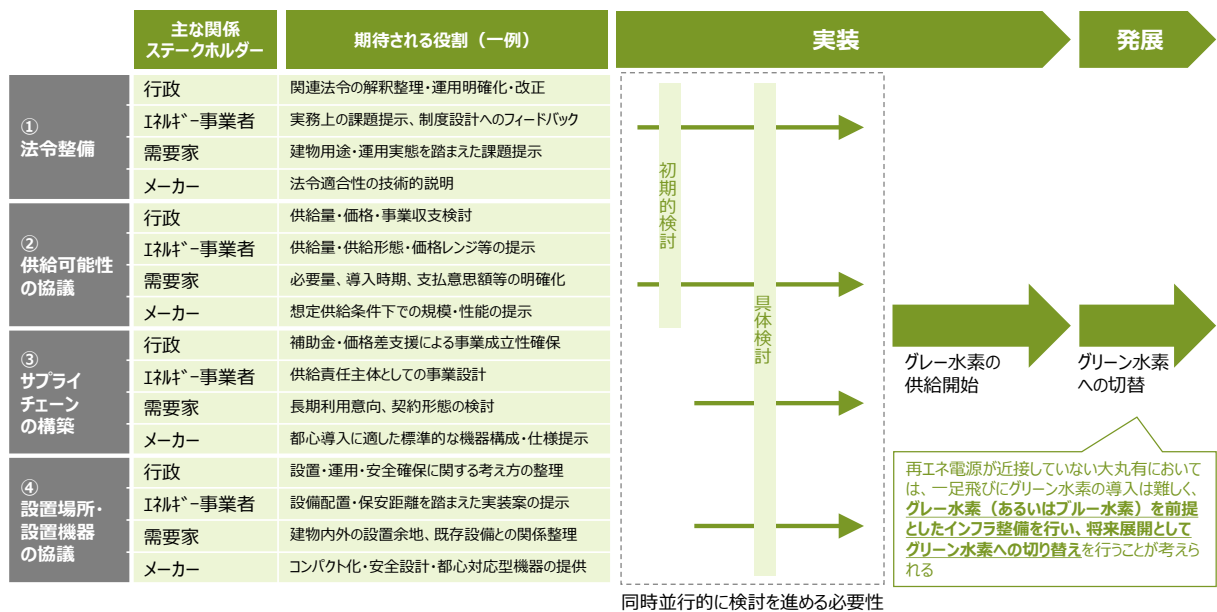 主な関係
ステークホルダー
期待される役割（一例）
実装
発展
①
法令整備
行政
関連法令の解釈整理・運用明確化・改正
ｴﾈﾙｷﾞｰ事業者
実務上の課題提示、制度設計へのフィードバック
需要家
建物用途・運用実態を踏まえた課題提示
メーカー
法令適合性の技術的説明
②
供給可能性
の協議
行政
供給量・価格・事業収支検討
ｴﾈﾙｷﾞｰ事業者
供給量・供給形態・価格レンジ等の提示
需要家
必要量、導入時期、支払意思額等の明確化
メーカー
想定供給条件下での規模・性能の提示
③
サプライ
チェーン
の構築
行政
補助金・価格差支援による事業成立性確保
ｴﾈﾙｷﾞｰ事業者
供給責任主体としての事業設計
需要家
長期利用意向、契約形態の検討
メーカー
都心導入に適した標準的な機器構成・仕様提示
④
設置場所・
設置機器
の協議
行政
設置・運用・安全確保に関する考え方の整理
ｴﾈﾙｷﾞｰ事業者
設備配置・保安距離を踏まえた実装案の提示
需要家
建物内外の設置余地、既存設備との関係整理
メーカー
コンパクト化・安全設計・都心対応型機器の提供
初期的検討
具体検討
同時並行的に検討を進める必要性
グレー水素の
供給開始
グリーン水素
への切替
再エネ電源が近接していない大丸有において
は、一足飛びにグリーン水素の導入は難しく、
グレー水素（あるいはブルー水素）を前提
としたインフラ整備を行い、将来展開として
グリーン水素への切り替えを行うことが考えら
れる